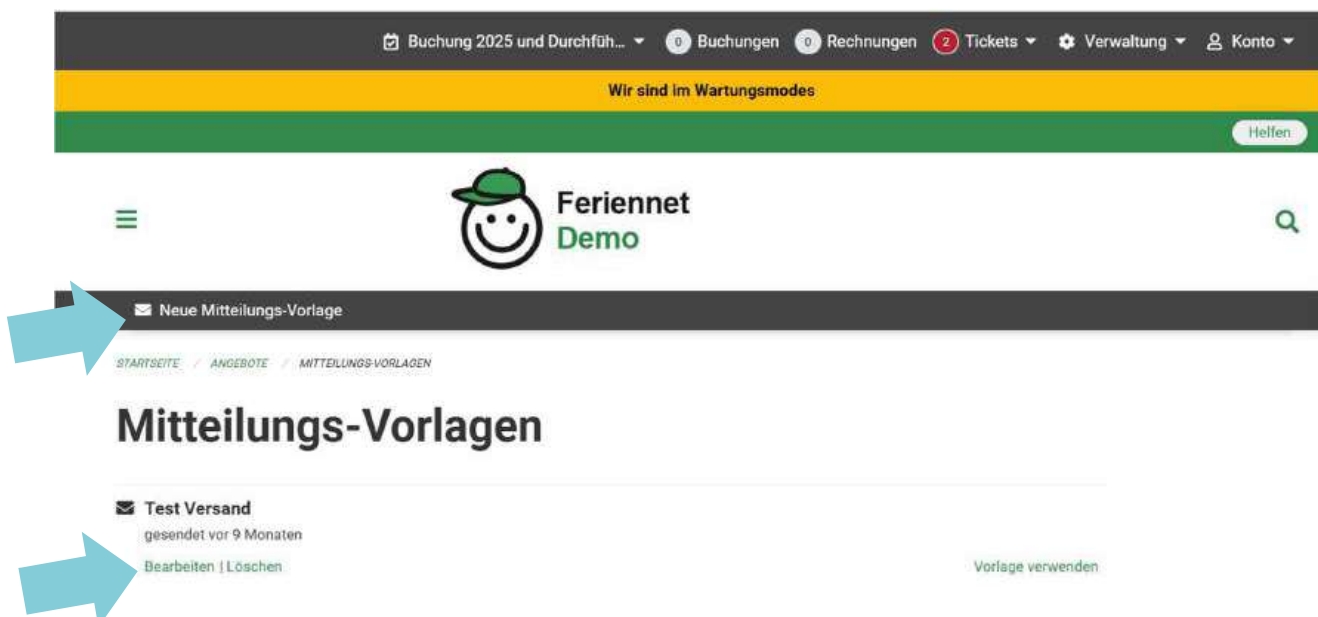 Buchung 2025 und Durchfüh... 0 Buchungen 0 Rechnungen 2 Tickets Verwaltung Konto
Wir sind im Wartungsmodes
Helfen
Feriennet
Demo
Neue Mitteilungs-Vorlage
STARTSEITE / ANGEBOTE / MITTEILUNGS-VORLAGEN
Mitteilungs-Vorlagen
Test Versand
gesendet vor 9 Monaten
Bearbeiten | Löschen Vorlage verwenden